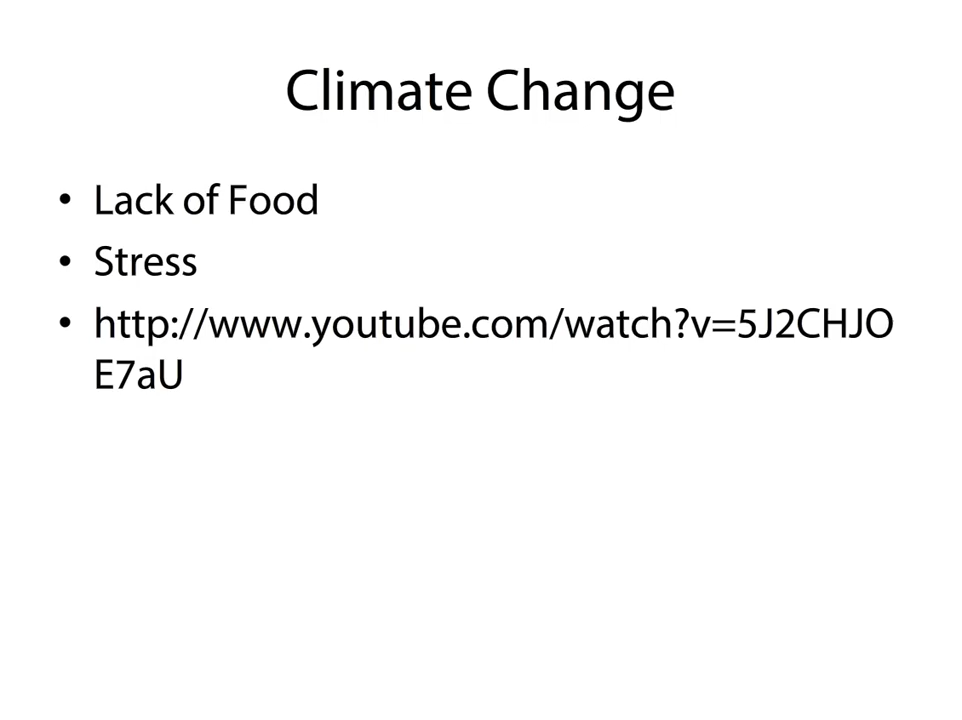 Climate Change
• Lack of Food
• Stress
• http://www.youtube.com/watch?v=5J2CHJO
E7aU